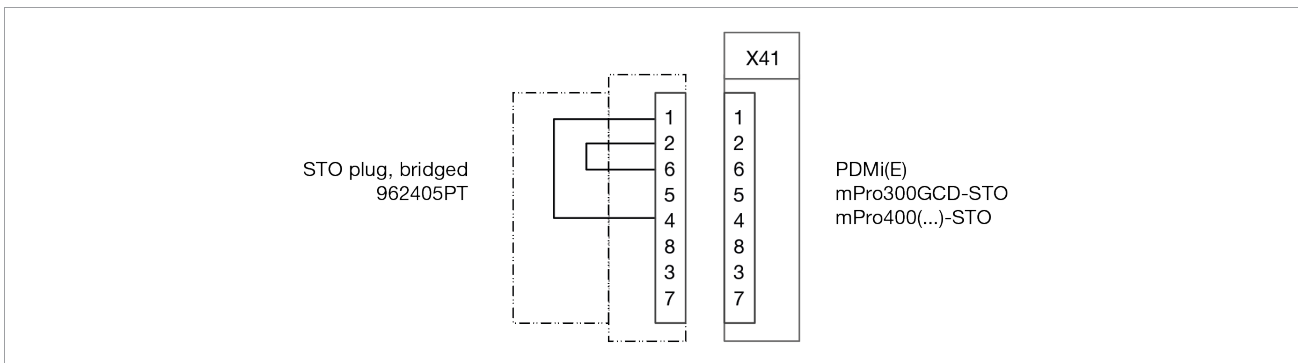 X41
STO plug, bridged
962405PT
1
2
6
5
4
8
3
7
1
2
6
5
4
8
3
7
PDMi(E)
mPro300GCD-STO
mPro400(...)-STO